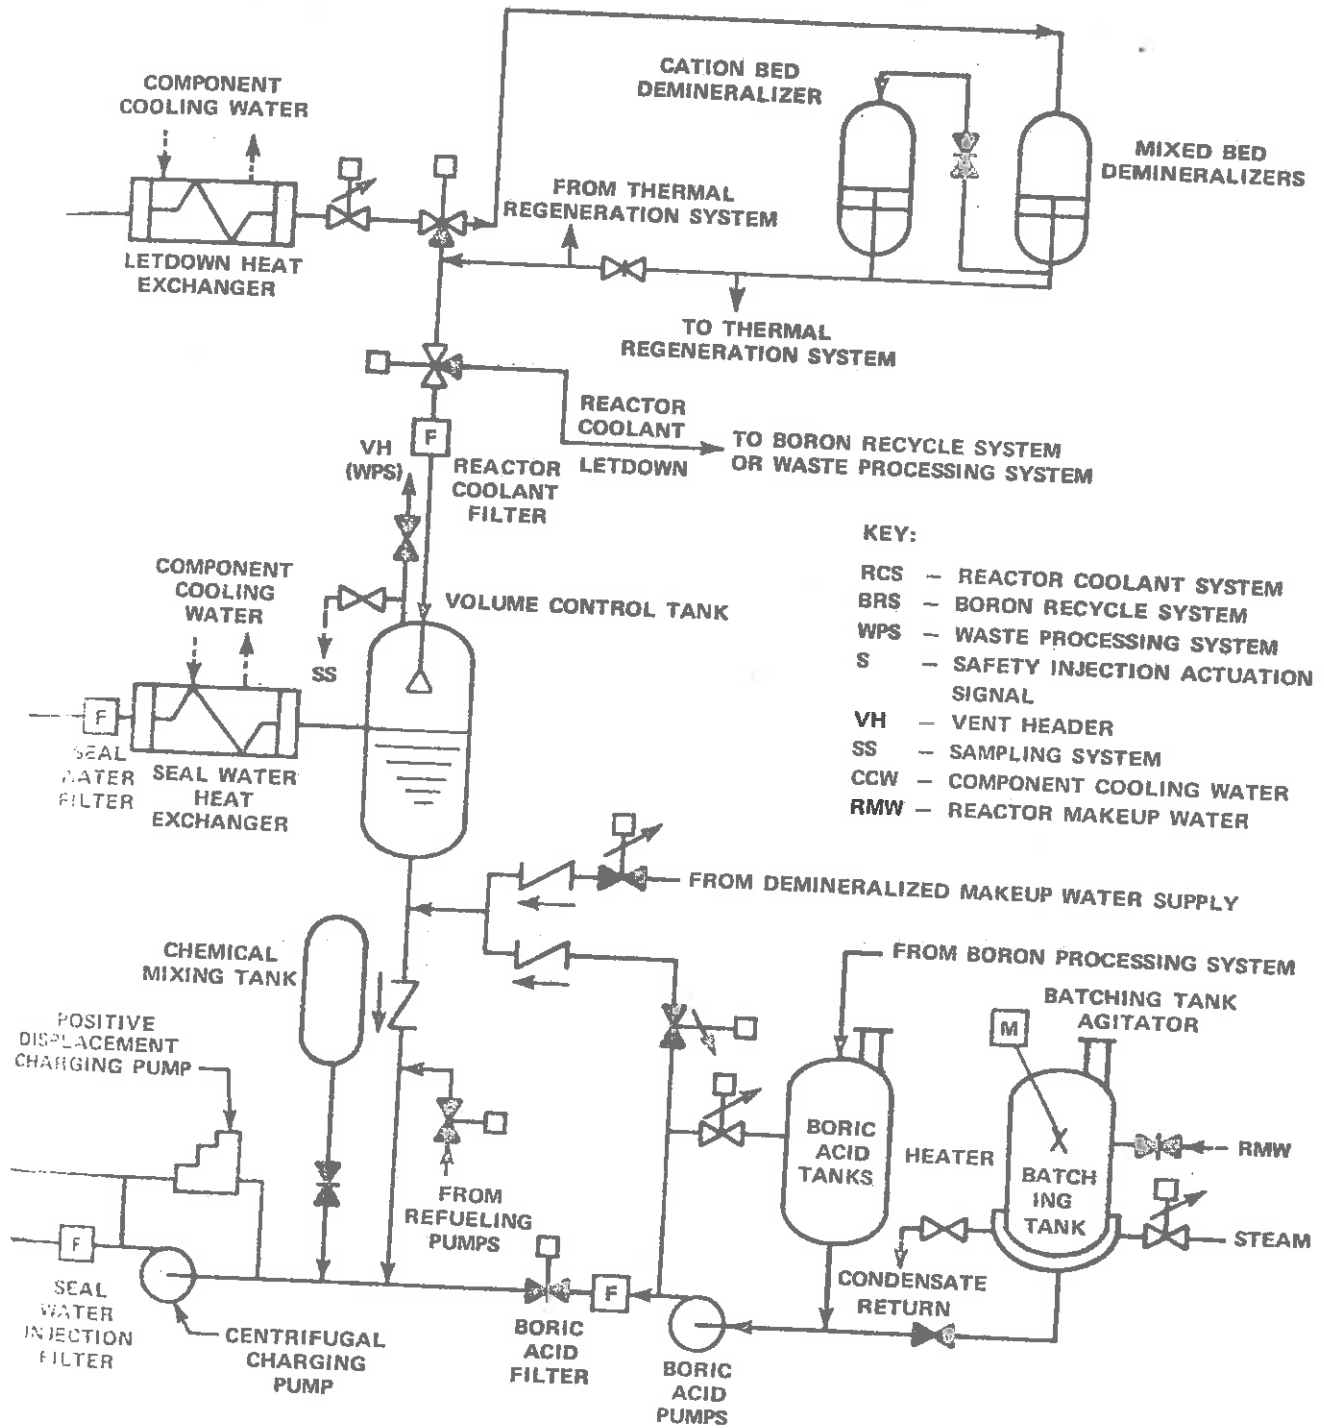 COMPONENT
COOLING WATER
LETDOWN HEAT
EXCHANGER
FROM THERMAL
REGENERATION SYSTEM
CATION BED
DEMINERALIZER
MIXED BED
DEMINERALIZERS
TO THERMAL
REGENERATION SYSTEM
REACTOR
COOLANT
LETDOWN
TO BORON RECYCLE SYSTEM
OR WASTE PROCESSING SYSTEM
F
VH
(WPS)
REACTOR
COOLANT
FILTER
KEY:
RCS – REACTOR COOLANT SYSTEM
BRS – BORON RECYCLE SYSTEM
WPS – WASTE PROCESSING SYSTEM
S – SAFETY INJECTION ACTUATION
SIGNAL
VH – VENT HEADER
SS – SAMPLING SYSTEM
CCW – COMPONENT COOLING WATER
RMW – REACTOR MAKEUP WATER
COMPONENT
COOLING
WATER
SS
VOLUME CONTROL TANK
F
SEAL
WATER
FILTER
SEAL WATER
HEAT
EXCHANGER
FROM DEMINERALIZED MAKEUP WATER SUPPLY
CHEMICAL
MIXING TANK
FROM BORON PROCESSING SYSTEM
BATCHING TANK
AGITATOR
M
POSITIVE
DISPLACEMENT
CHARGING PUMP
BORIC
ACID
TANKS
HEATER
BATCH
ING
TANK
RMW
STEAM
FROM
REFUELING
PUMPS
CONDENSATE
RETURN
F
SEAL
WATER
INJECTION
FILTER
CENTRIFUGAL
CHARGING
PUMP
F
BORIC
ACID
FILTER
BORIC
ACID
PUMPS